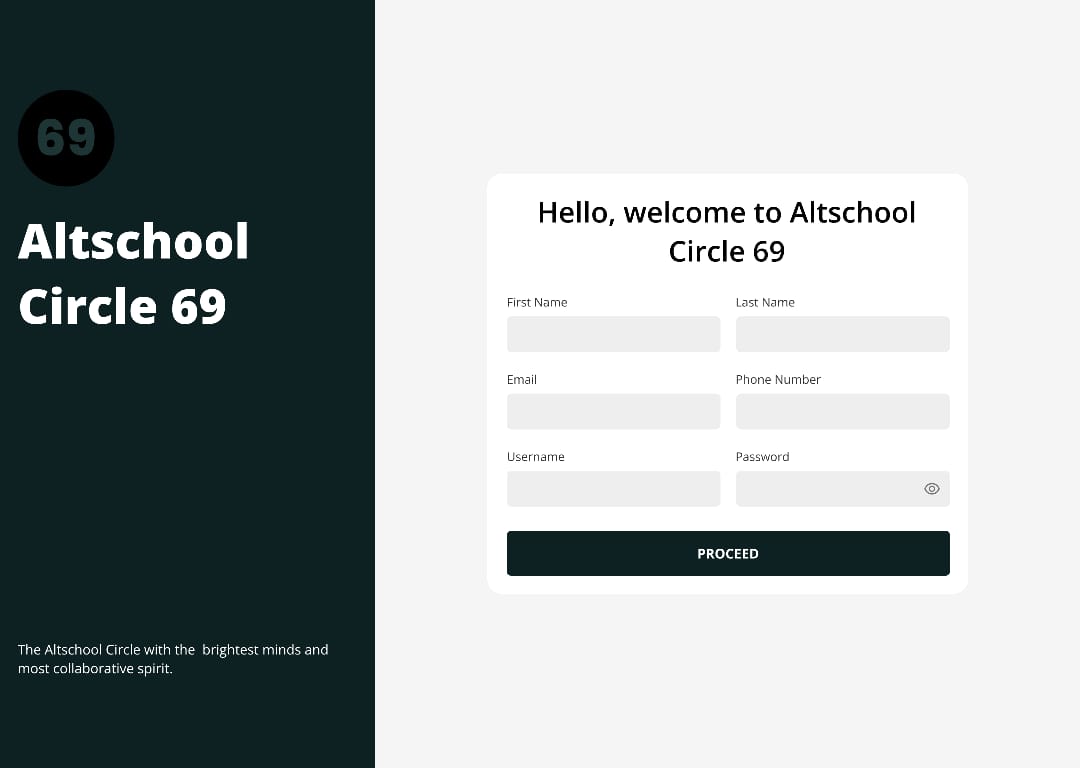 69
Altschool
Circle 69
The Altschool Circle with the  brightest minds and
most collaborative spirit.
Hello, welcome to Altschool
Circle 69
First Name
Last Name
Email
Phone Number
Username
Password
PROCEED